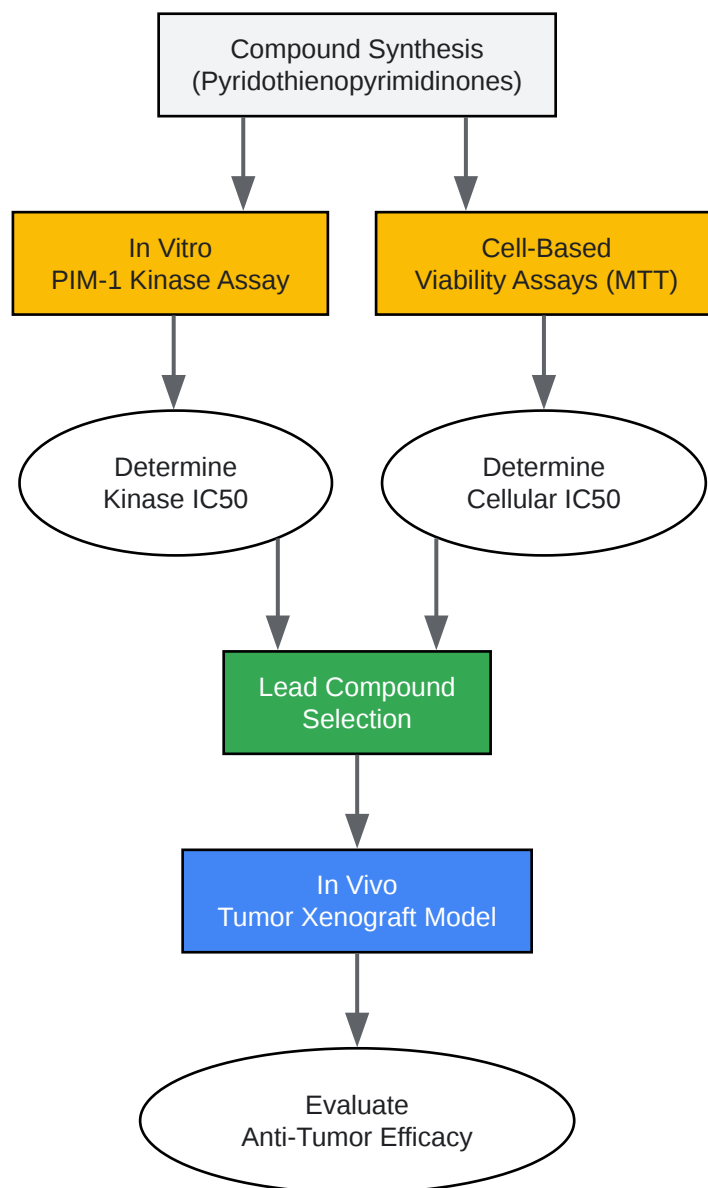 Compound Synthesis
(Pyridothienopyrimidinones)
In Vitro
PIM-1 Kinase Assay
Cell-Based
Viability Assays (MTT)
Determine
Kinase IC50
Determine
Cellular IC50
Lead Compound
Selection
In Vivo
Tumor Xenograft Model
Evaluate
Anti-Tumor Efficacy